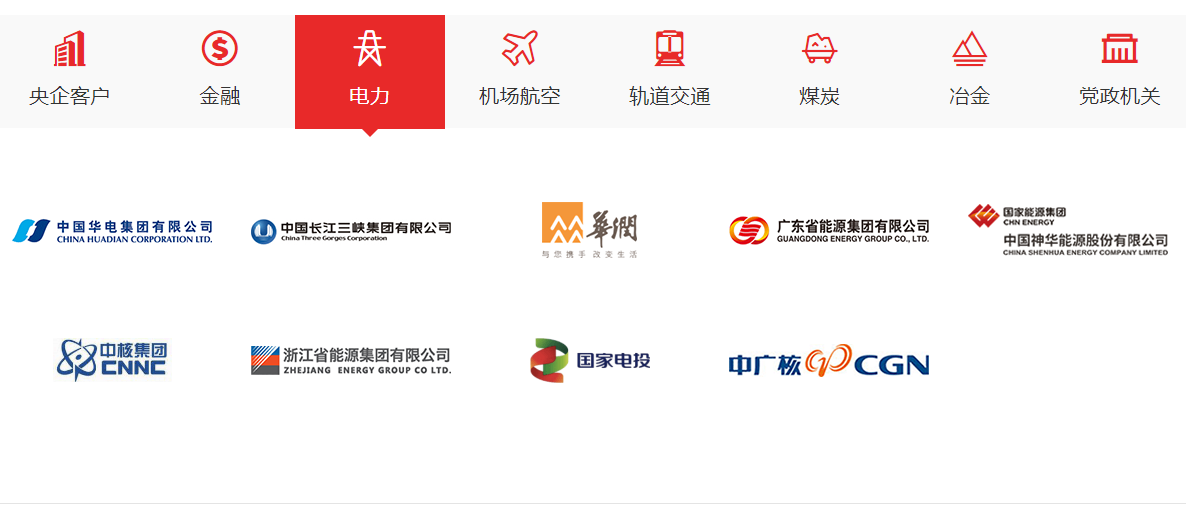 央企客户
金融
电力
机场航空
轨道交通
煤炭
冶金
党政机关
中国华电集团有限公司
CHINA HUADIAN CORPORATION LTD.
中国长江三峡集团有限公司
China Three Gorges Corporation
華潤
与您携手 改变生活
广东省能源集团有限公司
GUANGDONG ENERGY GROUP CO., LTD.
国家能源集团
CHN ENERGY
中国神华能源股份有限公司
CHINA SHENHUA ENERGY COMPANY LIMITED
中核集团
CNNC
浙江省能源集团有限公司
ZHEJIANG ENERGY GROUP CO LTD.
国家电投
中广核 CGN